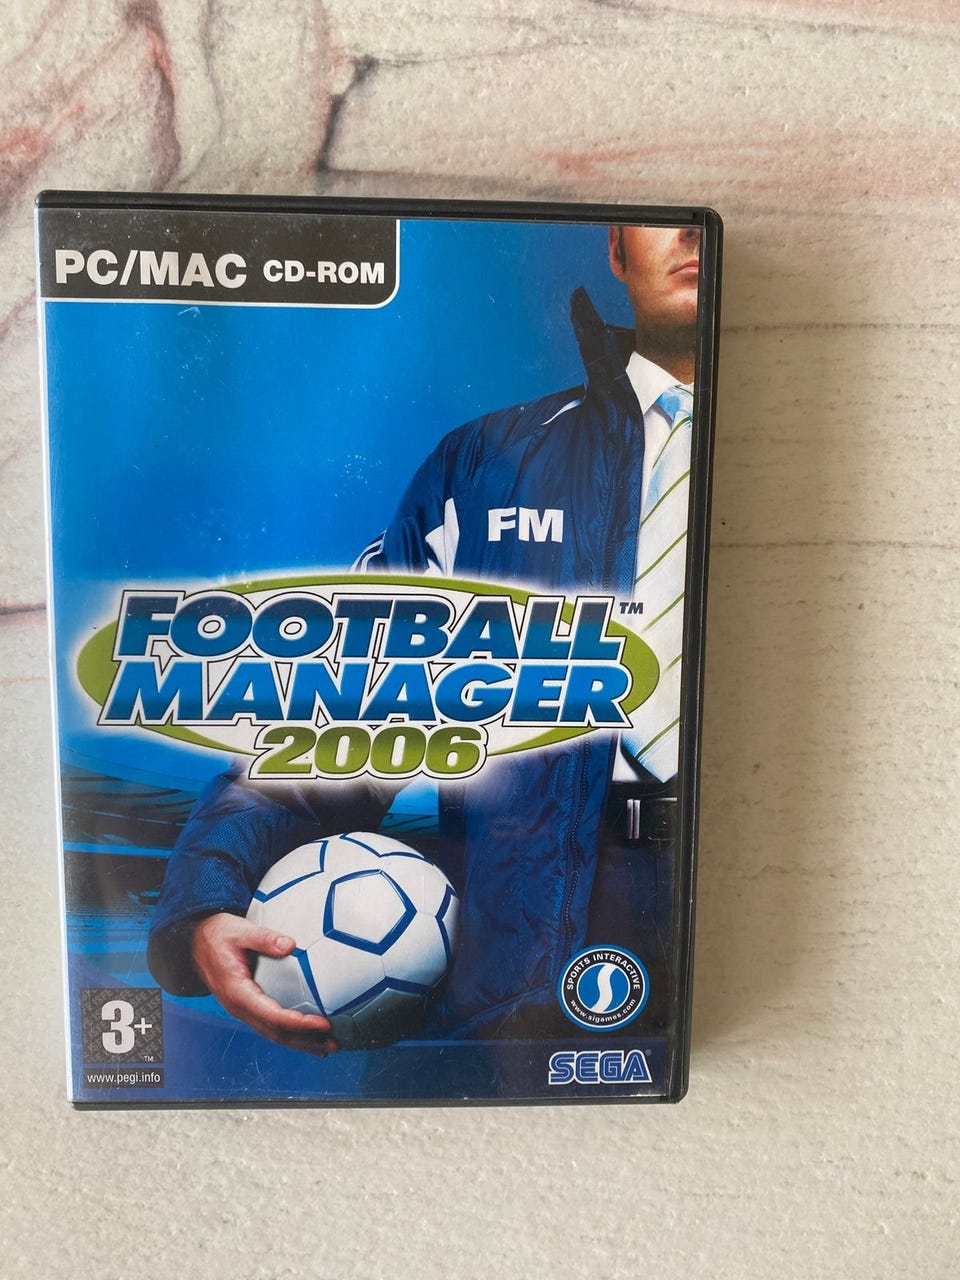 PC/MAC CD-ROM
FM
FOOTBALL™
MANAGER
2006
SPORTS INTERACTIVE
www.sigames.com
3+™
www.pegi.info
SEGA®